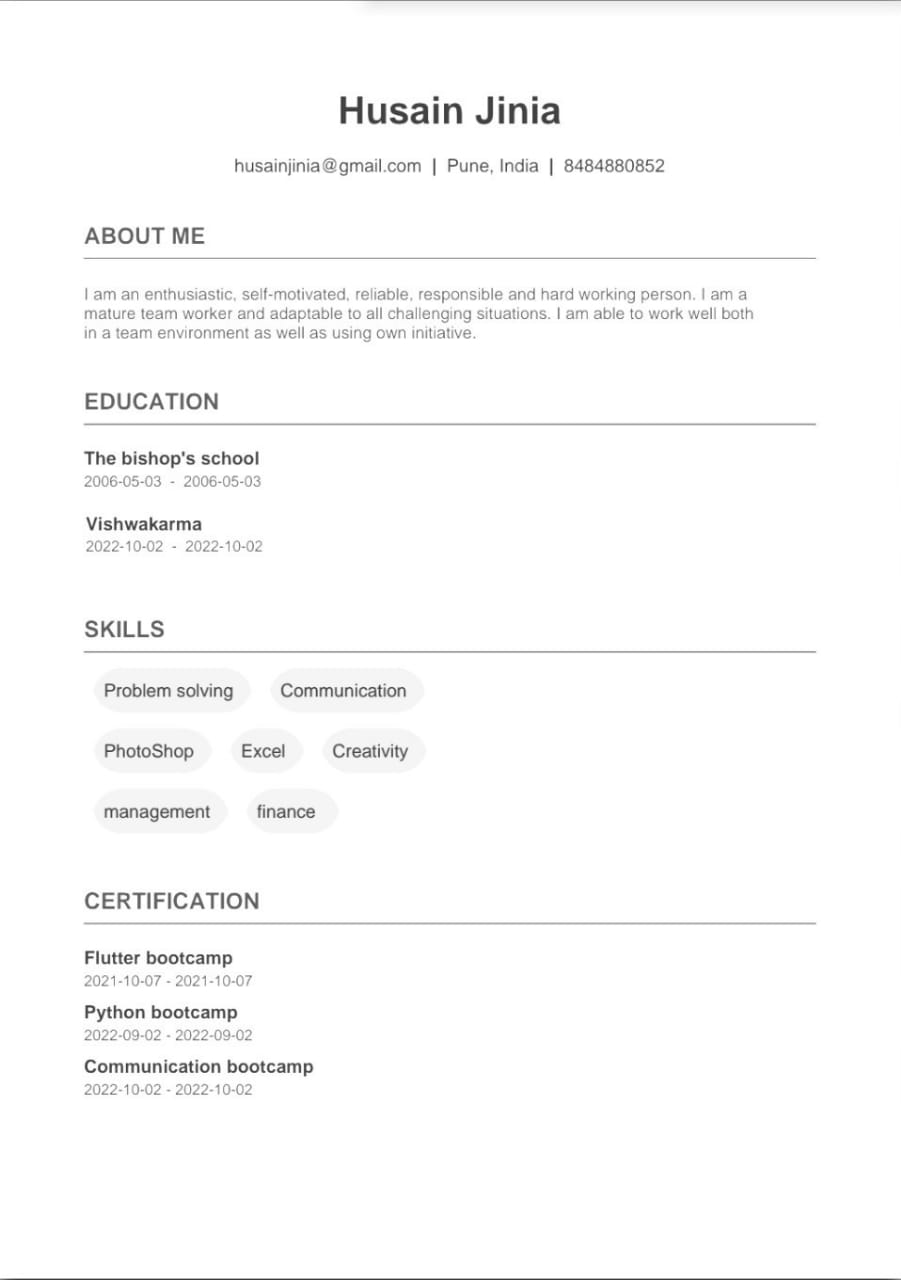 Husain Jinia
husainjinia@gmail.com | Pune, India | 8484880852
ABOUT ME
I am an enthusiastic, self-motivated, reliable, responsible and hard working person. I am a
mature team worker and adaptable to all challenging situations. I am able to work well both
in a team environment as well as using own initiative.
EDUCATION
The bishop's school
2006-05-03 - 2006-05-03
Vishwakarma
2022-10-02 - 2022-10-02
SKILLS
Problem solving Communication
PhotoShop Excel Creativity
management finance
CERTIFICATION
Flutter bootcamp
2021-10-07 - 2021-10-07
Python bootcamp
2022-09-02 - 2022-09-02
Communication bootcamp
2022-10-02 - 2022-10-02